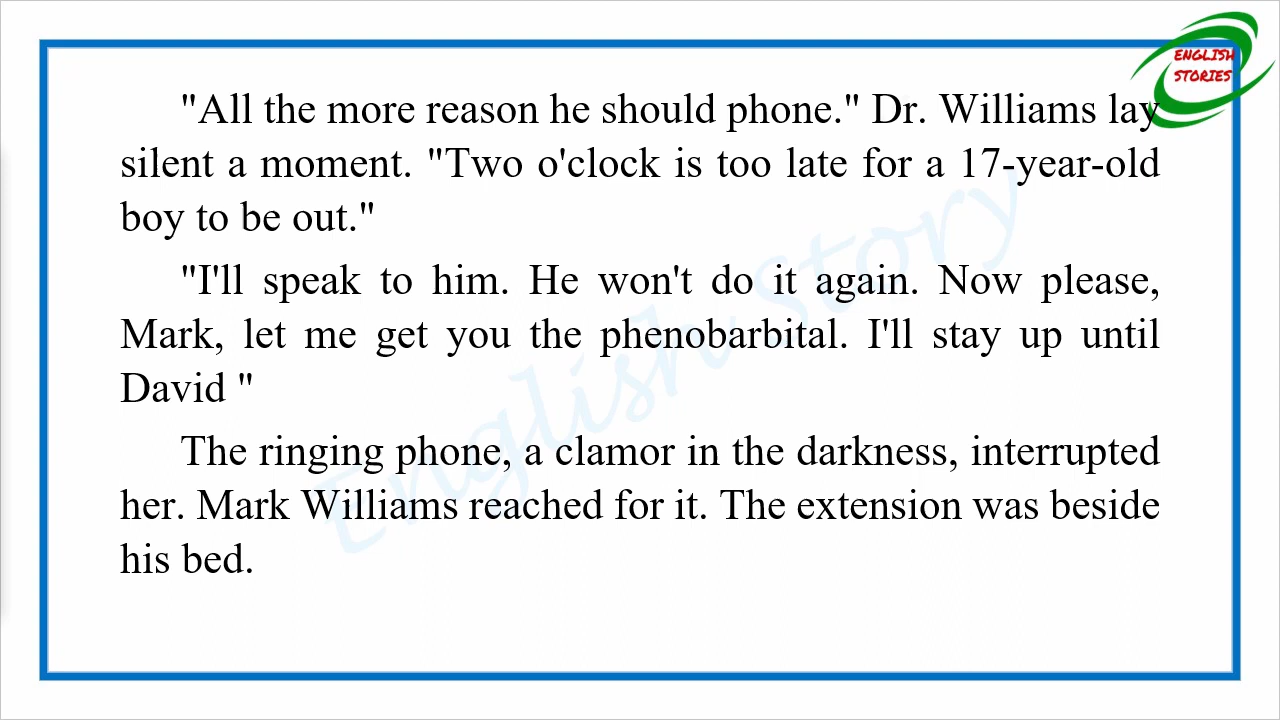 ENGLISH
STORIES
"All the more reason he should phone." Dr. Williams lay
silent a moment. "Two o'clock is too late for a 17-year-old
boy to be out."
"I'll speak to him. He won't do it again. Now please,
Mark, let me get you the phenobarbital. I'll stay up until
David "
The ringing phone, a clamor in the darkness, interrupted
her. Mark Williams reached for it. The extension was beside
his bed.
English Story